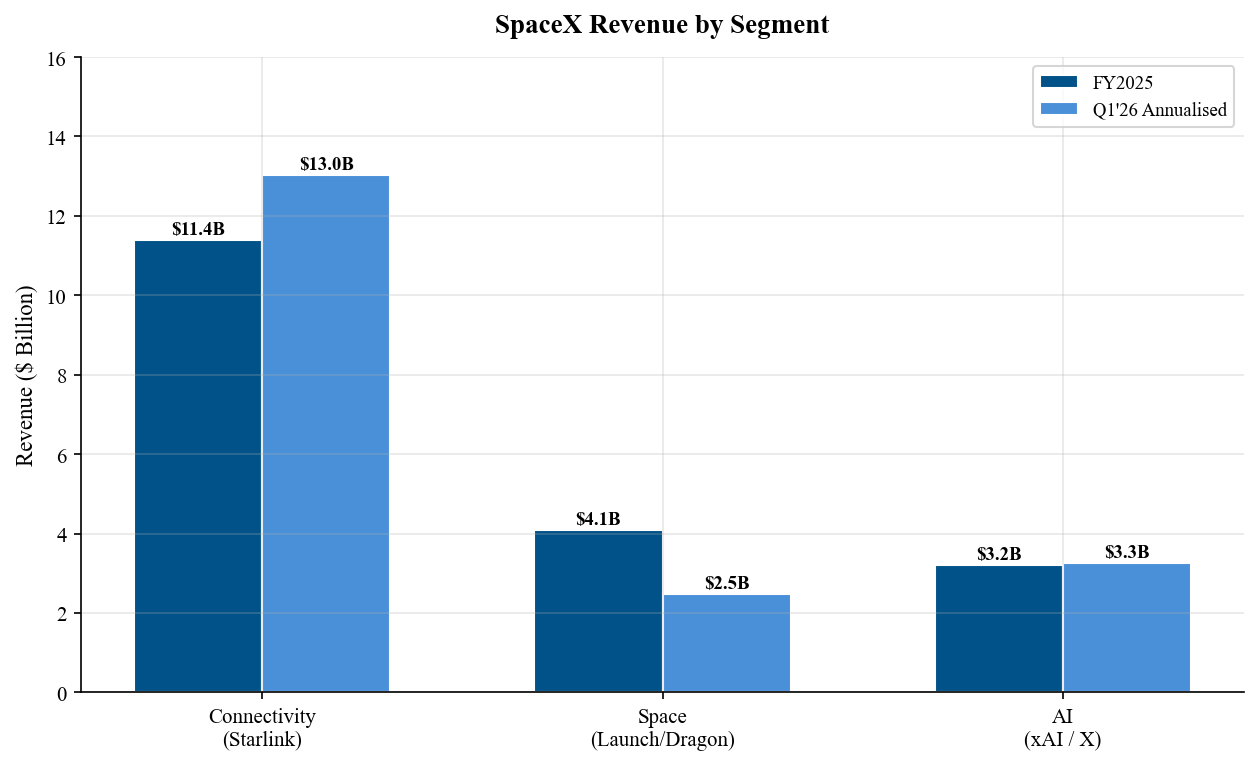 SpaceX Revenue by Segment
FY2025
Q1'26 Annualised
Revenue ($ Billion)
16
14
12
10
8
6
4
2
0
$11.4B
$13.0B
$4.1B
$2.5B
$3.2B
$3.3B
Connectivity
(Starlink)
Space
(Launch/Dragon)
AI
(xAI / X)